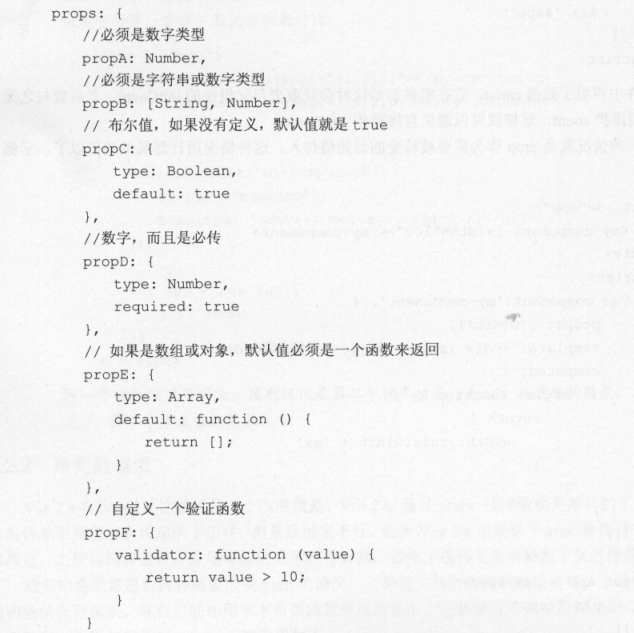 props: {
//必须是数字类型
propA: Number,
//必须是字符串或数字类型
propB: [String, Number],
// 布尔值，如果没有定义，默认值就是 true
propC: {
type: Boolean,
default: true
},
//数字，而且是必传
propD: {
type: Number,
required: true
},
// 如果是数组或对象，默认值必须是一个函数来返回
propE: {
type: Array,
default: function () {
return [];
}
},
// 自定义一个验证函数
propF: {
validator: function (value) {
return value > 10;
}
}